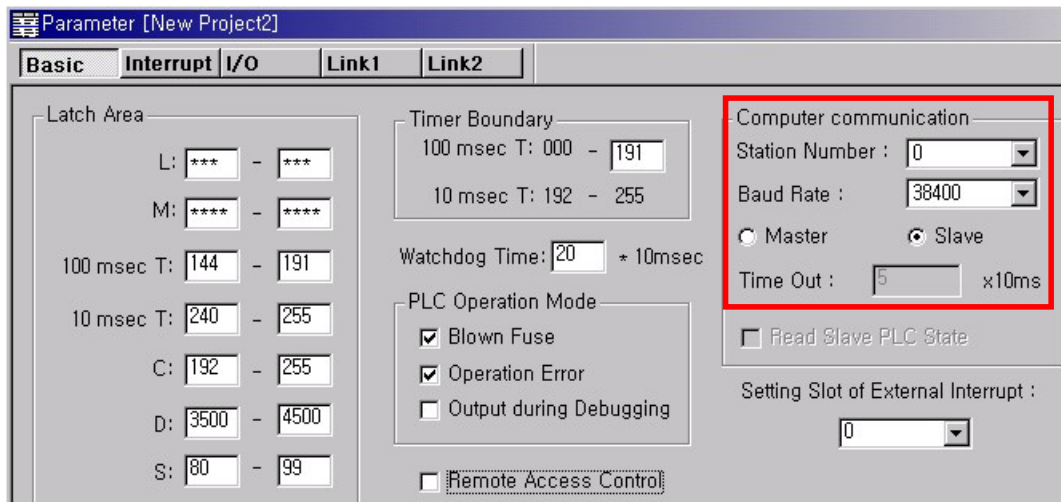 Parameter [New Project2]
Basic Interrupt I/O Link1 Link2
Latch Area
L: *** - ***
M: **** - ****
100 msec T: 144 - 191
10 msec T: 240 - 255
C: 192 - 255
D: 3500 - 4500
S: 80 - 99
Timer Boundary
100 msec T: 000 - 191
10 msec T: 192 - 255
Watchdog Time: 20 * 10msec
PLC Operation Mode
Blown Fuse
Operation Error
Output during Debugging
Remote Access Control
Computer communication
Station Number : 0
Baud Rate : 38400
Master Slave
Time Out : 5 x10ms
Read Slave PLC State
Setting Slot of External Interrupt :
0